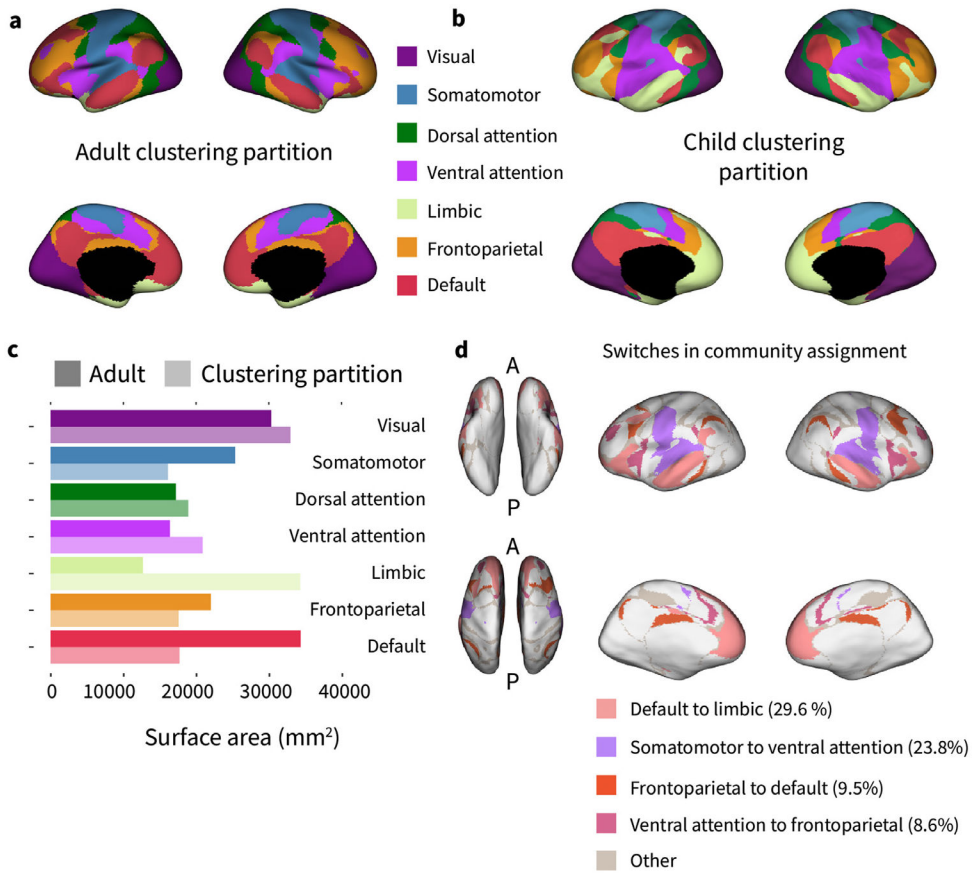 a
Visual
Somatomotor
Dorsal attention
Ventral attention
Limbic
Frontoparietal
Default
Adult clustering partition
b
Child clustering
partition
c
Adult
Clustering partition
Visual
Somatomotor
Dorsal attention
Ventral attention
Limbic
Frontoparietal
Default
0 10000 20000 30000 40000
Surface area (mm²)
d
Switches in community assignment
A
P
A
P
Default to limbic (29.6 %)
Somatomotor to ventral attention (23.8%)
Frontoparietal to default (9.5%)
Ventral attention to frontoparietal (8.6%)
Other